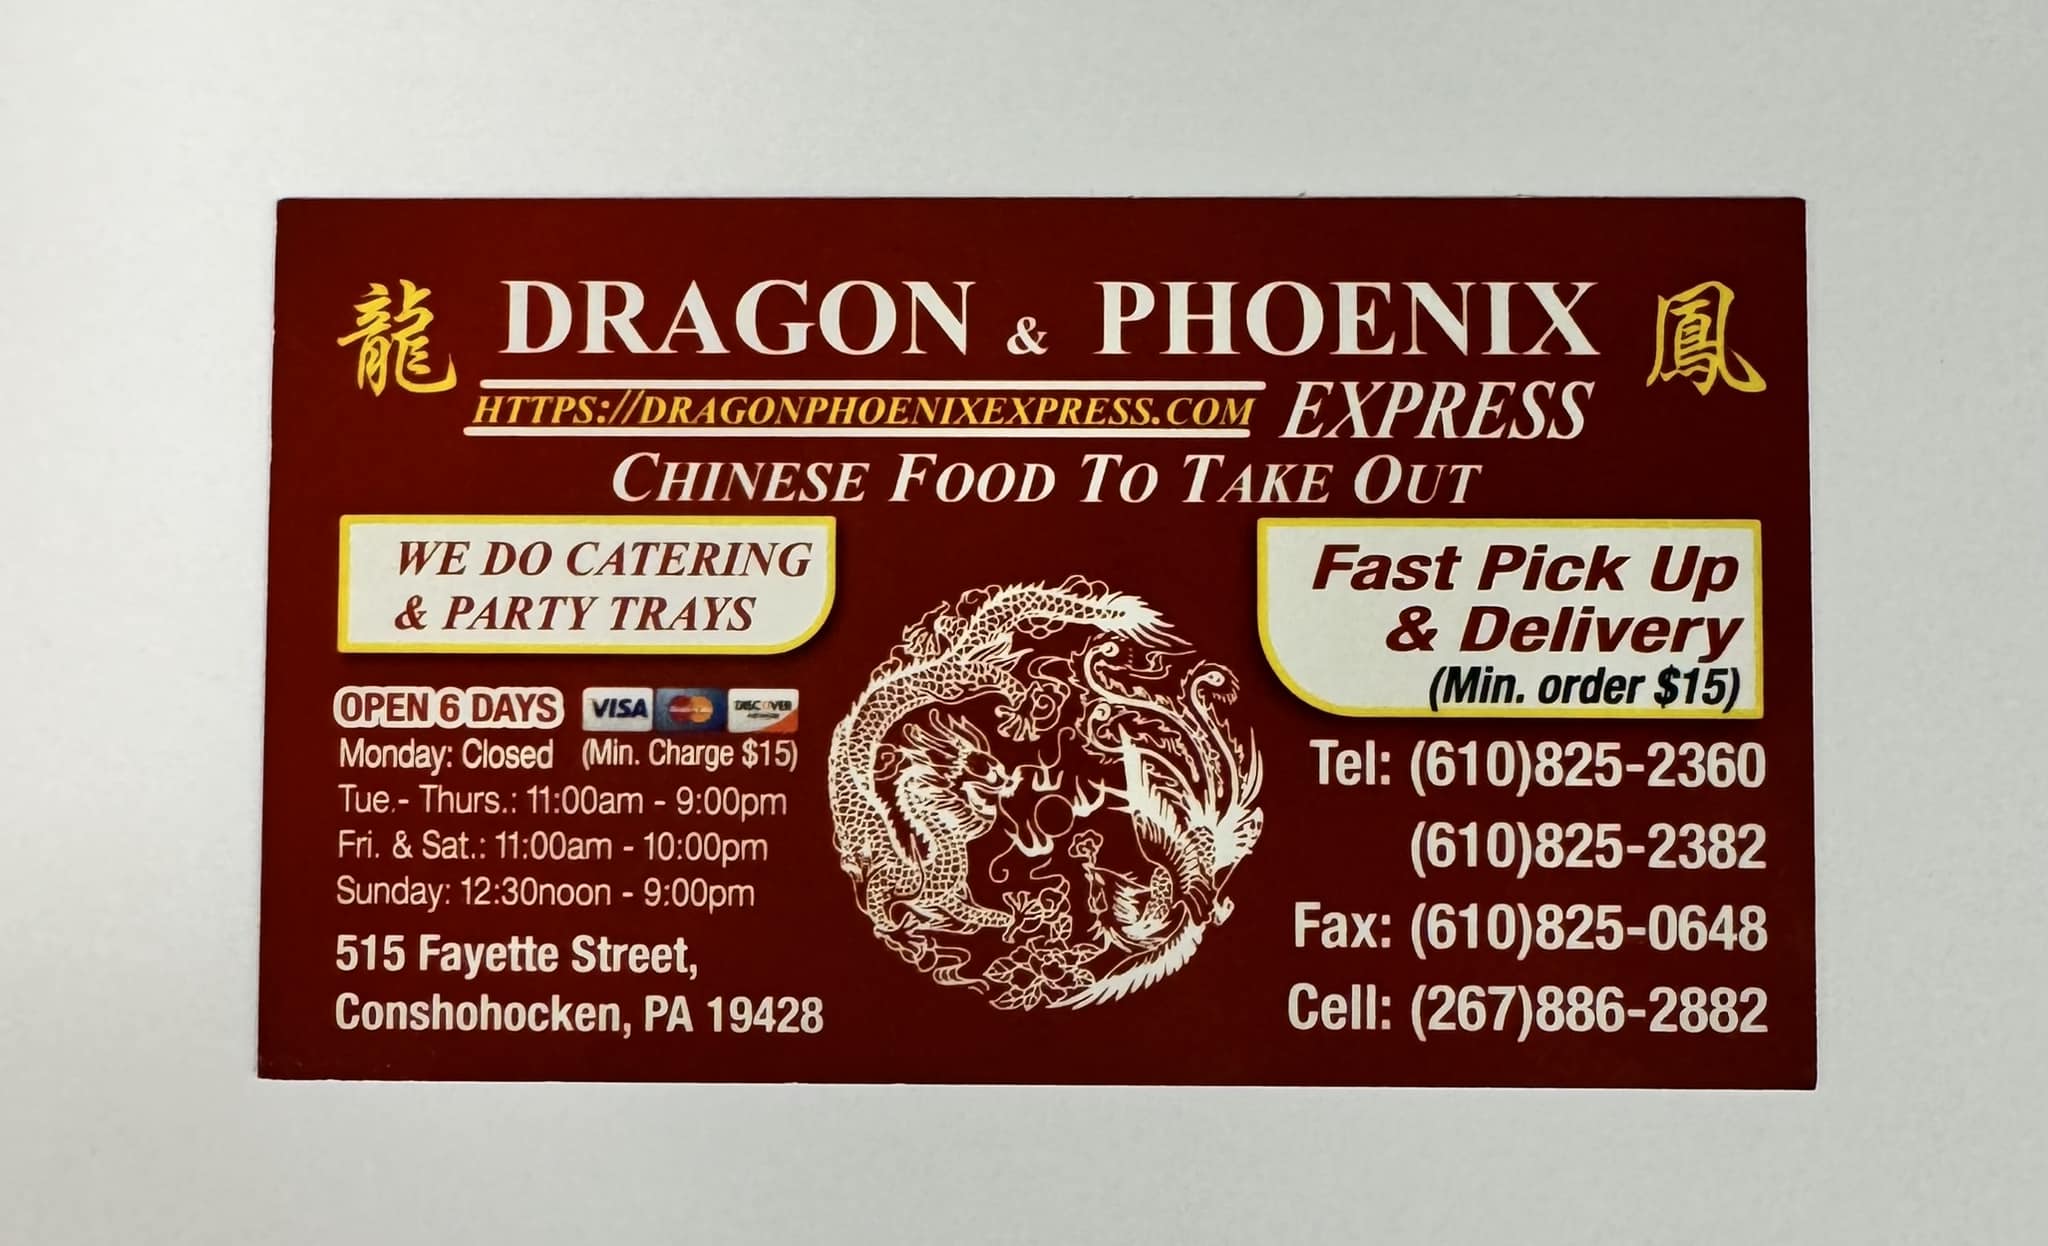 龍 DRAGON & PHOENIX 鳳
HTTPS://DRAGONPHOENIXEXPRESS.COM EXPRESS
CHINESE FOOD TO TAKE OUT
WE DO CATERING
& PARTY TRAYS
Fast Pick Up
& Delivery
(Min. order $15)
OPEN 6 DAYS VISA MasterCard DISCOVER NETWORK
Monday: Closed (Min. Charge $15)
Tue.- Thurs.: 11:00am - 9:00pm
Fri. & Sat.: 11:00am - 10:00pm
Sunday: 12:30noon - 9:00pm
515 Fayette Street,
Conshohocken, PA 19428
Tel: (610)825-2360
(610)825-2382
Fax: (610)825-0648
Cell: (267)886-2882